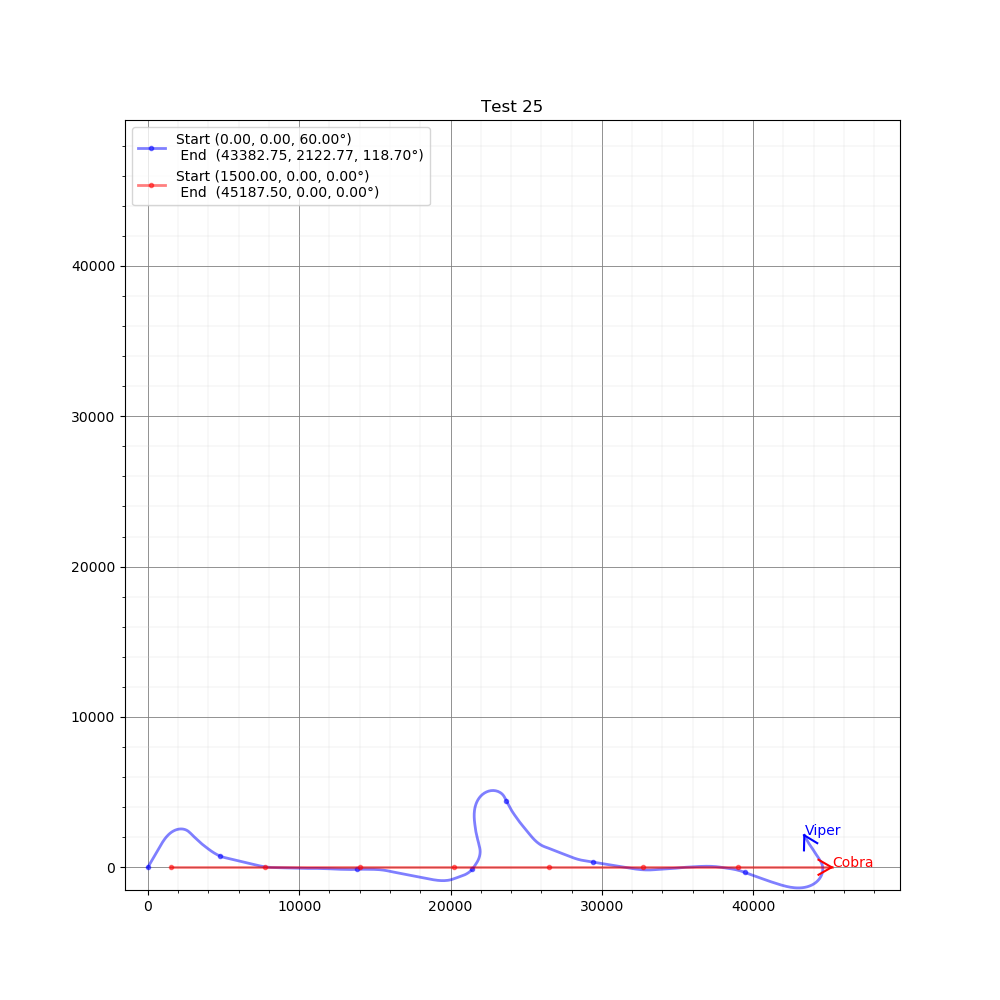 Test 25
Start (0.00, 0.00, 60.00°)
End (43382.75, 2122.77, 118.70°)
Start (1500.00, 0.00, 0.00°)
End (45187.50, 0.00, 0.00°)
40000
30000
20000
10000
0
Viper
Cobra
0
10000
20000
30000
40000